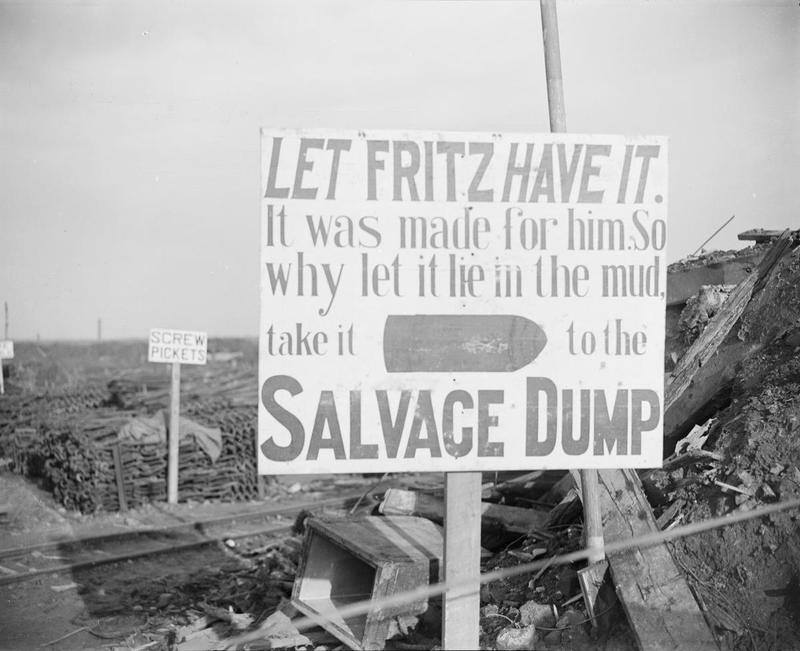 LET "FRITZ" HAVE IT.
It was made for him. So
why let it lie in the mud,
take it to the
SALVAGE DUMP
SCREW
PICKETS